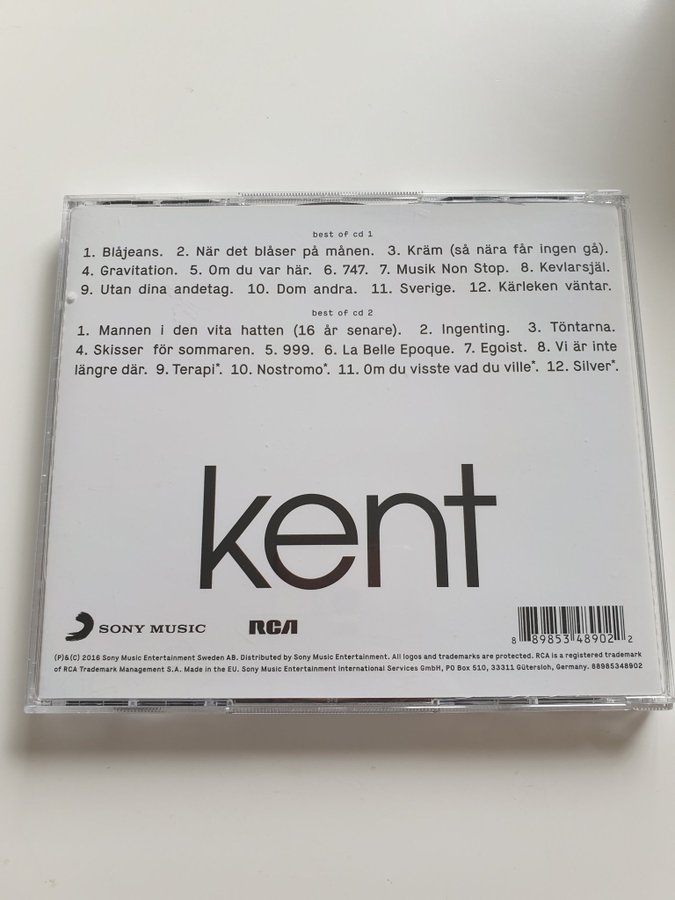 best of cd 1
1. Blåjeans. 2. När det blåser på månen. 3. Kräm (så nära får ingen gå).
4. Gravitation. 5. Om du var här. 6. 747. 7. Musik Non Stop. 8. Kevlarsjäl.
9. Utan dina andetag. 10. Dom andra. 11. Sverige. 12. Kärleken väntar.
best of cd 2
1. Mannen i den vita hatten (16 år senare). 2. Ingenting. 3. Töntarna.
4. Skisser för sommaren. 5. 999. 6. La Belle Epoque. 7. Egoist. 8. Vi är inte
längre där. 9. Terapi*. 10. Nostromo*. 11. Om du visste vad du ville*. 12. Silver*.
kent
SONY MUSIC RCA
8 89853 48902 2
(P)&(C) 2016 Sony Music Entertainment Sweden AB. Distributed by Sony Music Entertainment. All logos and trademarks are protected. RCA is a registered trademark
of RCA Trademark Management S.A. Made in the EU. Sony Music Entertainment International Services GmbH, PO Box 510, 33311 Gütersloh, Germany. 88985348902